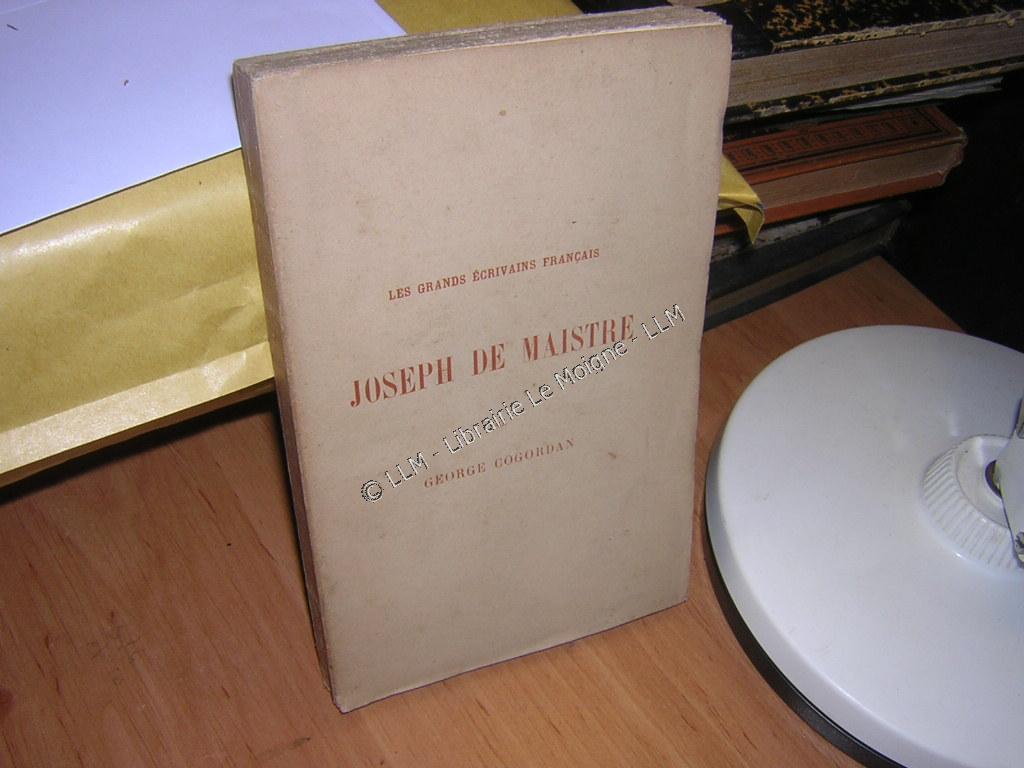 LES GRANDS ÉCRIVAINS FRANÇAIS
JOSEPH DE MAISTRE
GEORGE COGORDAN
© LLM - Librairie Le Moigne - LLM